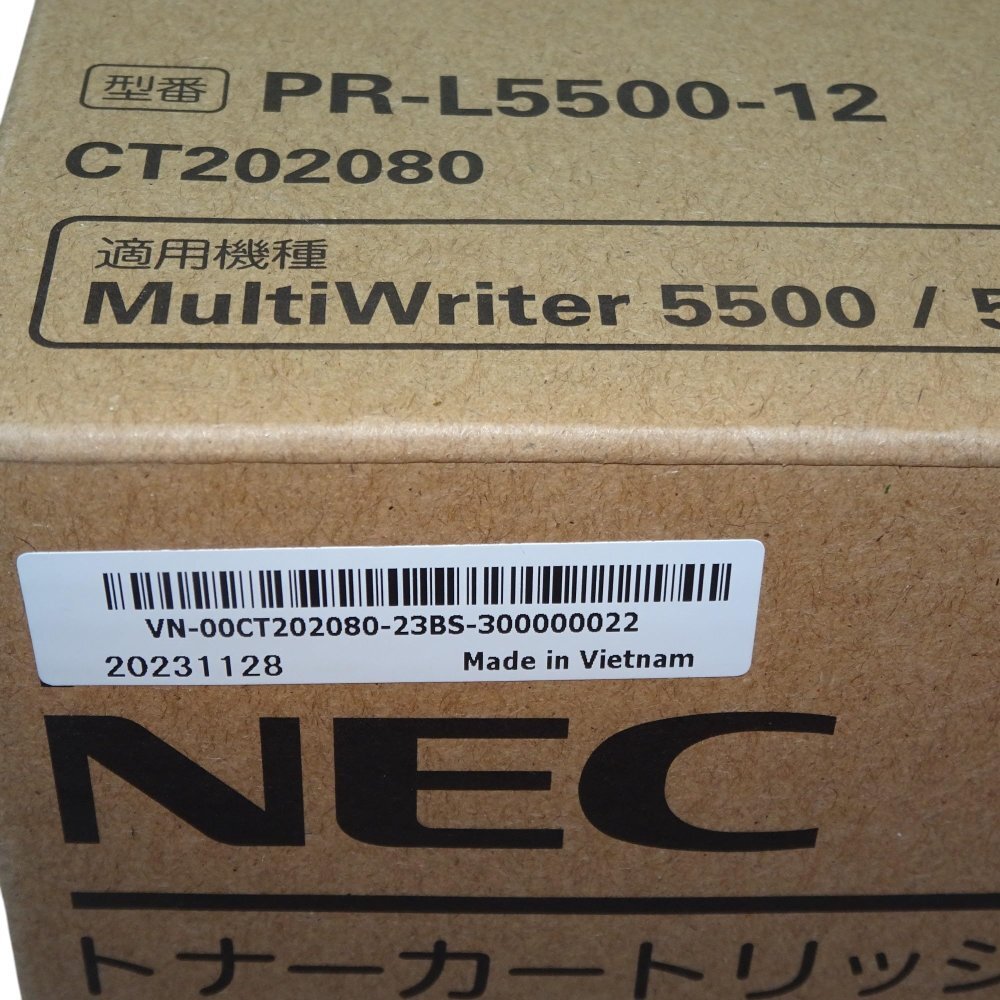 型番 PR-L5500-12
CT202080
適用機種
MultiWriter 5500 /
VN-00CT202080-23BS-300000022
20231128 Made in Vietnam
NEC
トナーカートリッジ